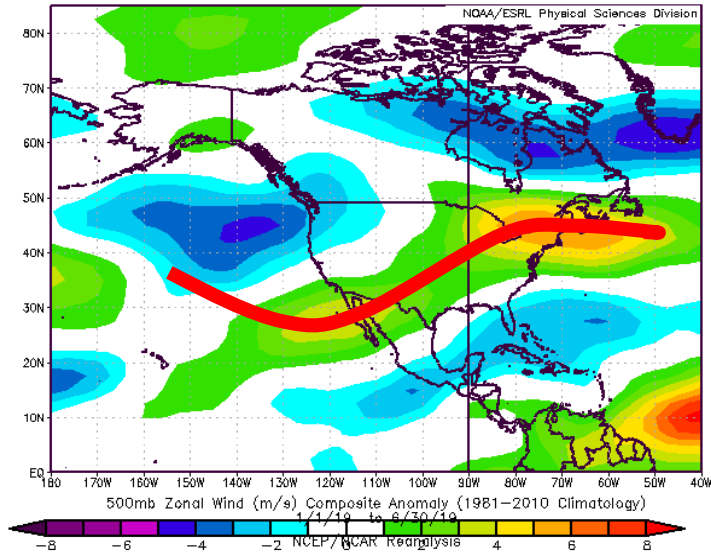 NOAA/ESRL Physical Sciences Division
80N
70N
60N
50N
40N
30N
20N
10N
EQ
180 170W 160W 150W 140W 130W 120W 110W 100W 90W 80W 70W 60W 50W 40W
500mb Zonal Wind (m/s) Composite Anomaly (1981-2010 Climatology)
1/1/19 to 6/30/19
-8 -6 -4 -2 0 2 4 6 8
NCEP/NCAR Reanalysis